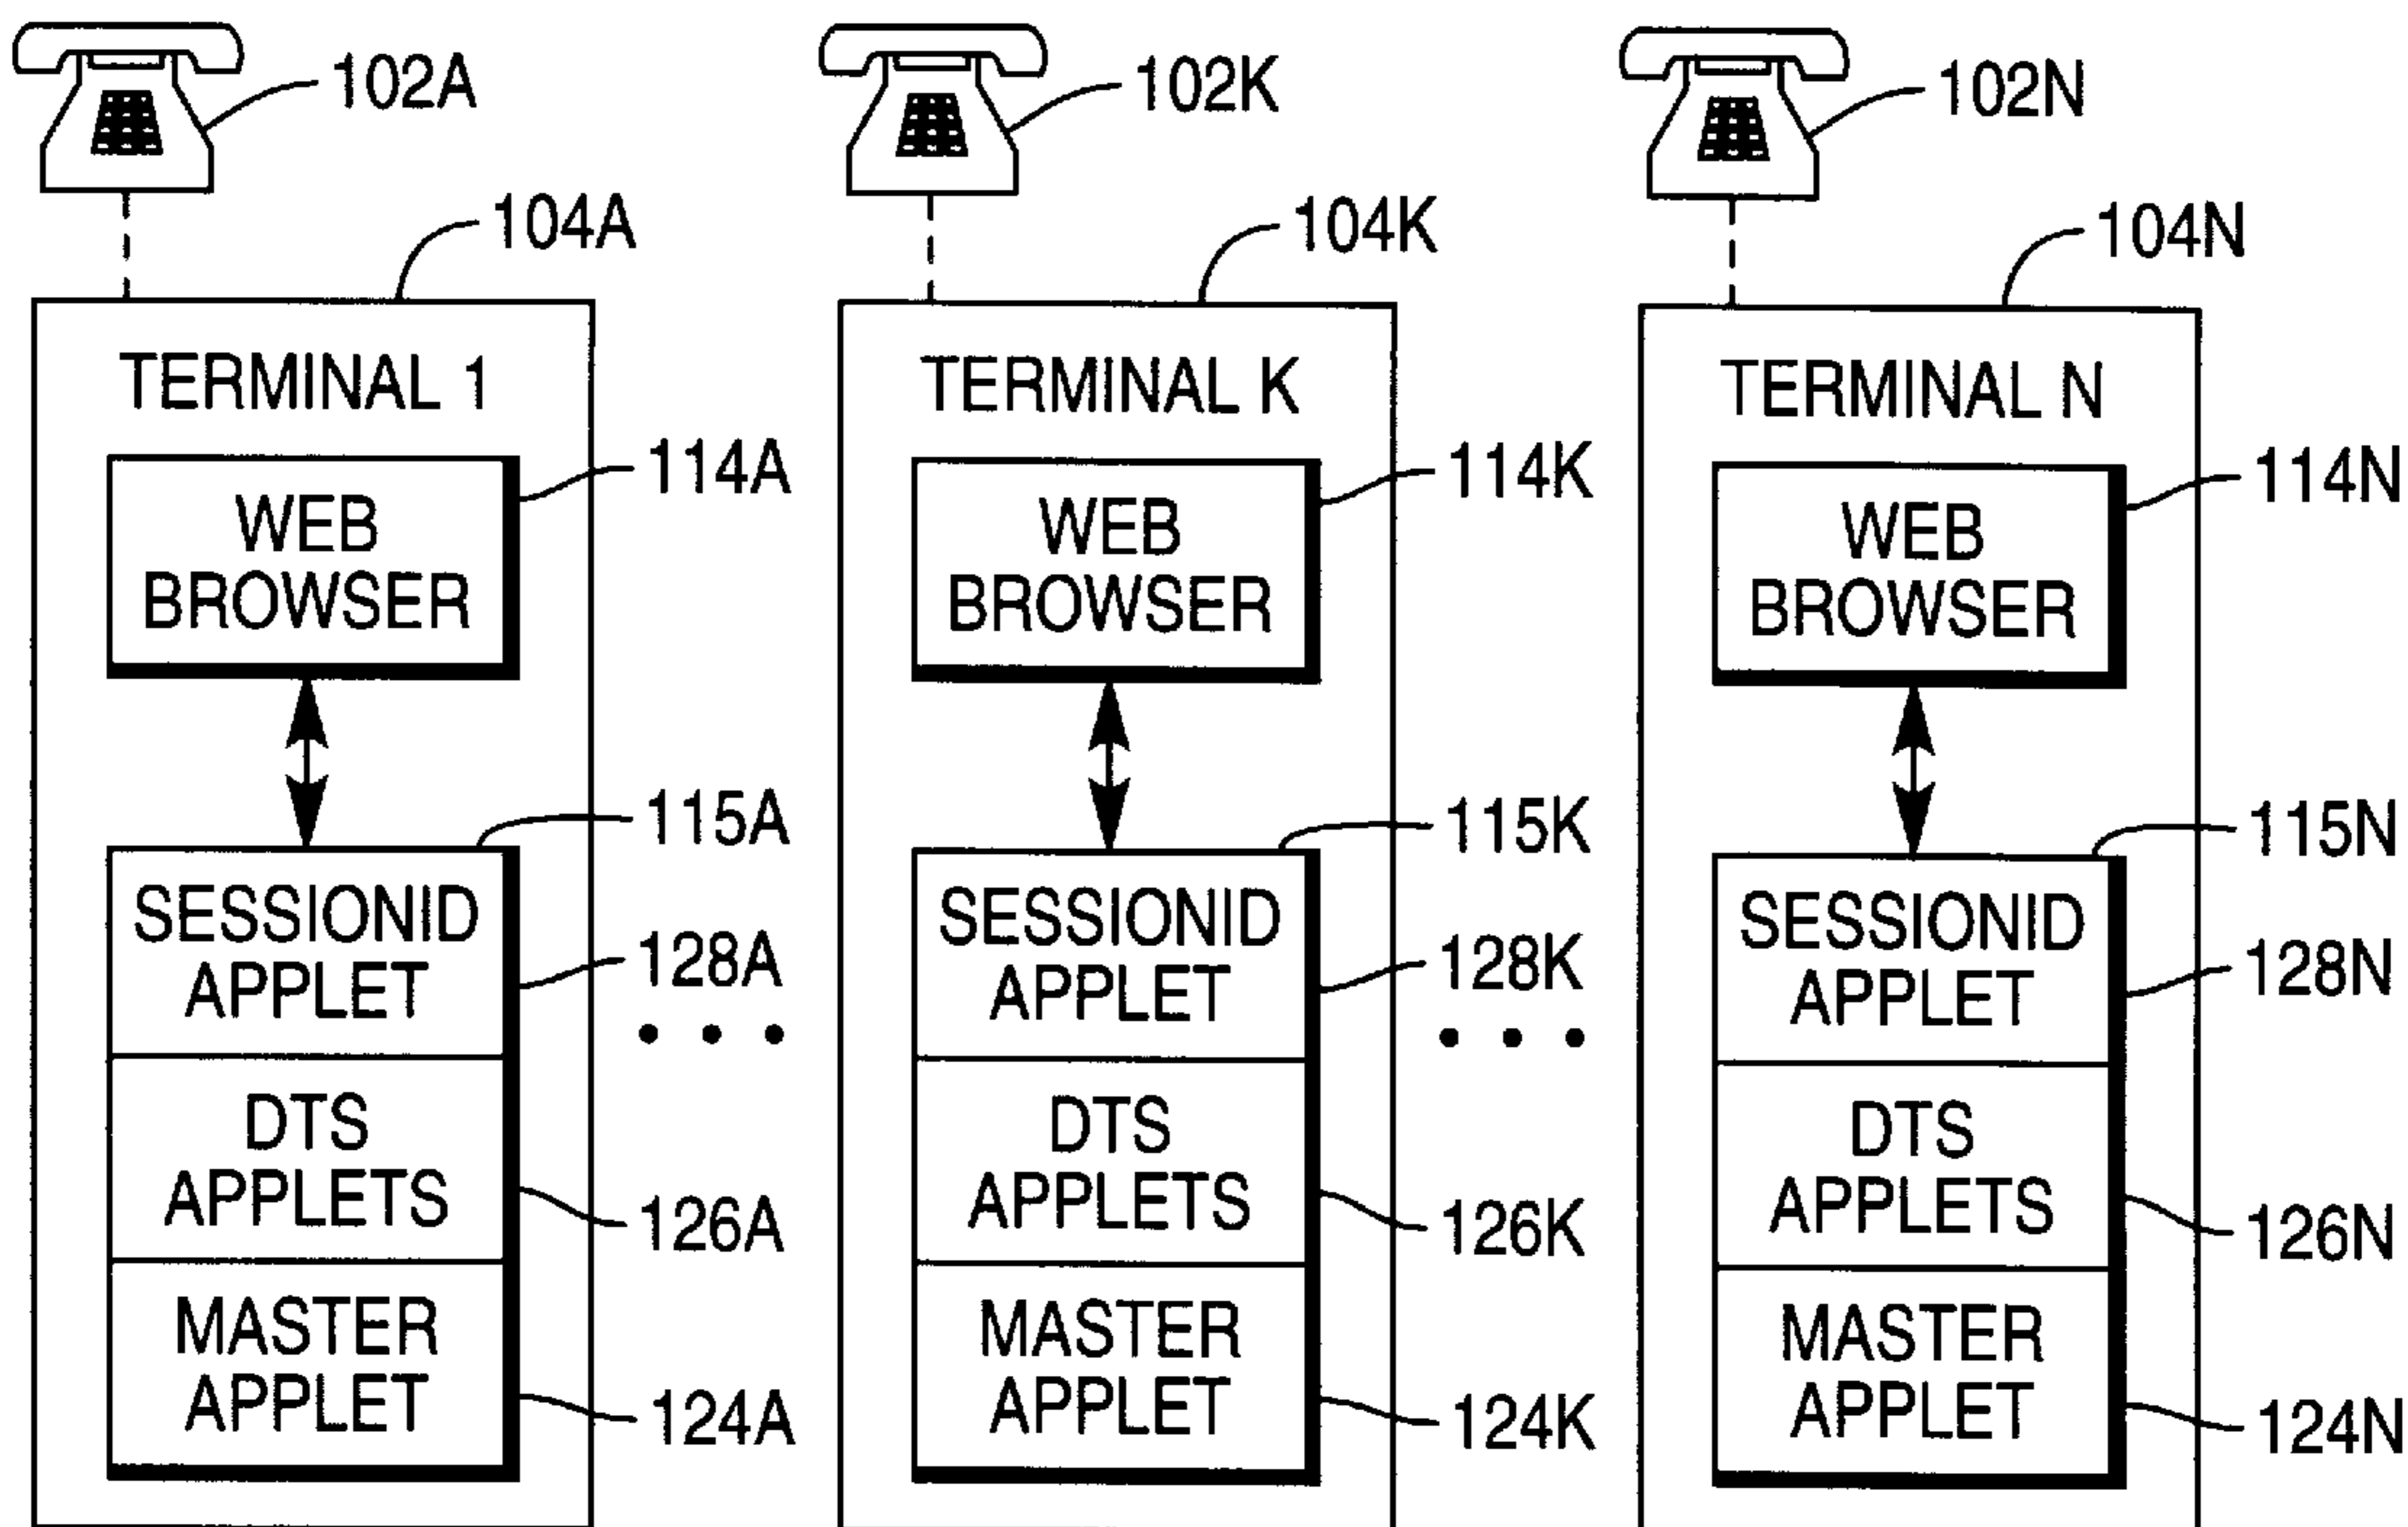 102A
102K
102N
104A
104K
104N
TERMINAL 1
TERMINAL K
TERMINAL N
114A
114K
114N
WEB
BROWSER
WEB
BROWSER
WEB
BROWSER
115A
115K
115N
SESSIONID
APPLET
SESSIONID
APPLET
SESSIONID
APPLET
128A
128K
128N
• • •
• • •
DTS
APPLETS
DTS
APPLETS
DTS
APPLETS
126A
126K
126N
MASTER
APPLET
MASTER
APPLET
MASTER
APPLET
124A
124K
124N